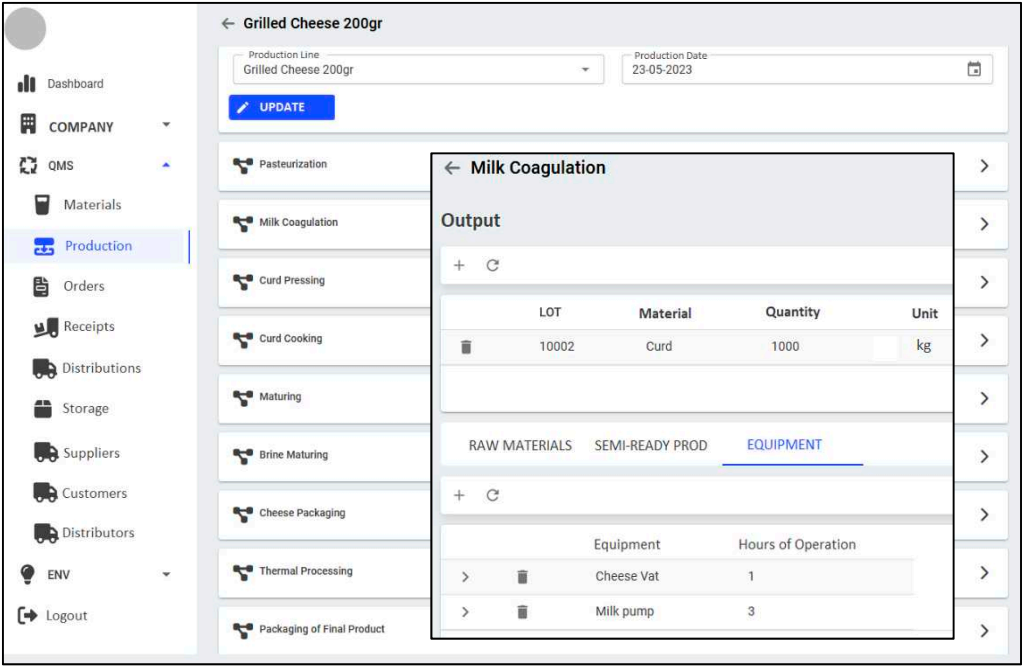 Dashboard
COMPANY
QMS
Materials
Production
Orders
Receipts
Distributions
Storage
Suppliers
Customers
Distributors
ENV
Logout
Grilled Cheese 200gr
Production Line
Grilled Cheese 200gr
Production Date
23-05-2023
UPDATE
Pasteurization
Milk Coagulation
Curd Pressing
Curd Cooking
Maturing
Brine Maturing
Cheese Packaging
Thermal Processing
Packaging of Final Product
Milk Coagulation
Output
LOT Material Quantity Unit
10002 Curd 1000 kg
RAW MATERIALS SEMI-READY PROD EQUIPMENT
Equipment Hours of Operation
Cheese Vat 1
Milk pump 3